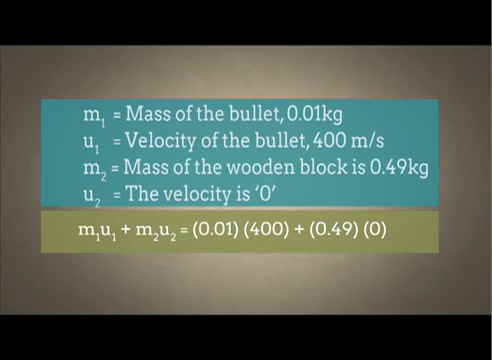 m₁ = Mass of the bullet, 0.01kg
u₁ = Velocity of the bullet, 400 m/s
m₂ = Mass of the wooden block is 0.49kg
u₂ = The velocity is ‘0’
m₁u₁ + m₂u₂ = (0.01) (400) + (0.49) (0)